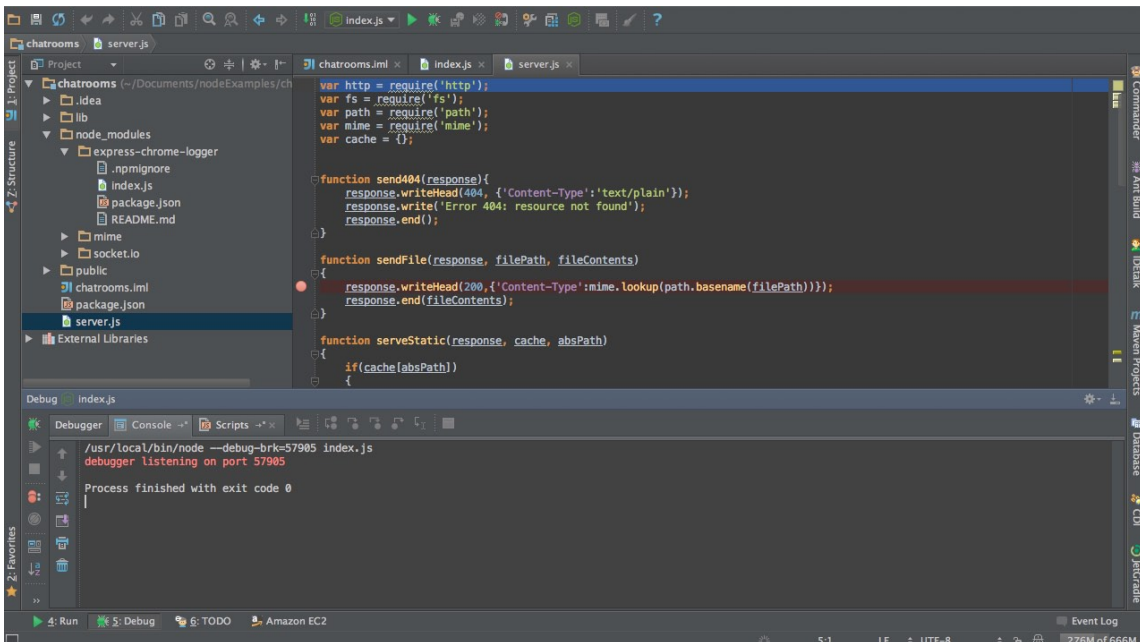 index.js
chatrooms server.js
Project
chatrooms.iml × index.js × server.js ×
1: Project
Z: Structure
2: Favorites
chatrooms (~/Documents/nodeExamples/ch
.idea
lib
node_modules
express-chrome-logger
.npmignore
index.js
package.json
README.md
mime
socket.io
public
chatrooms.iml
package.json
server.js
External Libraries
var http = require('http');
var fs = require('fs');
var path = require('path');
var mime = require('mime');
var cache = {};
function send404(response){
response.writeHead(404, {'Content-Type':'text/plain'});
response.write('Error 404: resource not found');
response.end();
}
function sendFile(response, filePath, fileContents)
{
response.writeHead(200,{'Content-Type':mime.lookup(path.basename(filePath))});
response.end(fileContents);
}
function serveStatic(response, cache, absPath)
{
if(cache[absPath])
{
Commander
Ant Build
iDetalk
Maven Projects
Database
CDI
JetGradle
Debug index.js
Debugger Console Scripts
/usr/local/bin/node --debug-brk=57905 index.js
debugger listening on port 57905
Process finished with exit code 0
4: Run 5: Debug 6: TODO Amazon EC2 Event Log
5:1 LF UTF-8 276M of 666M